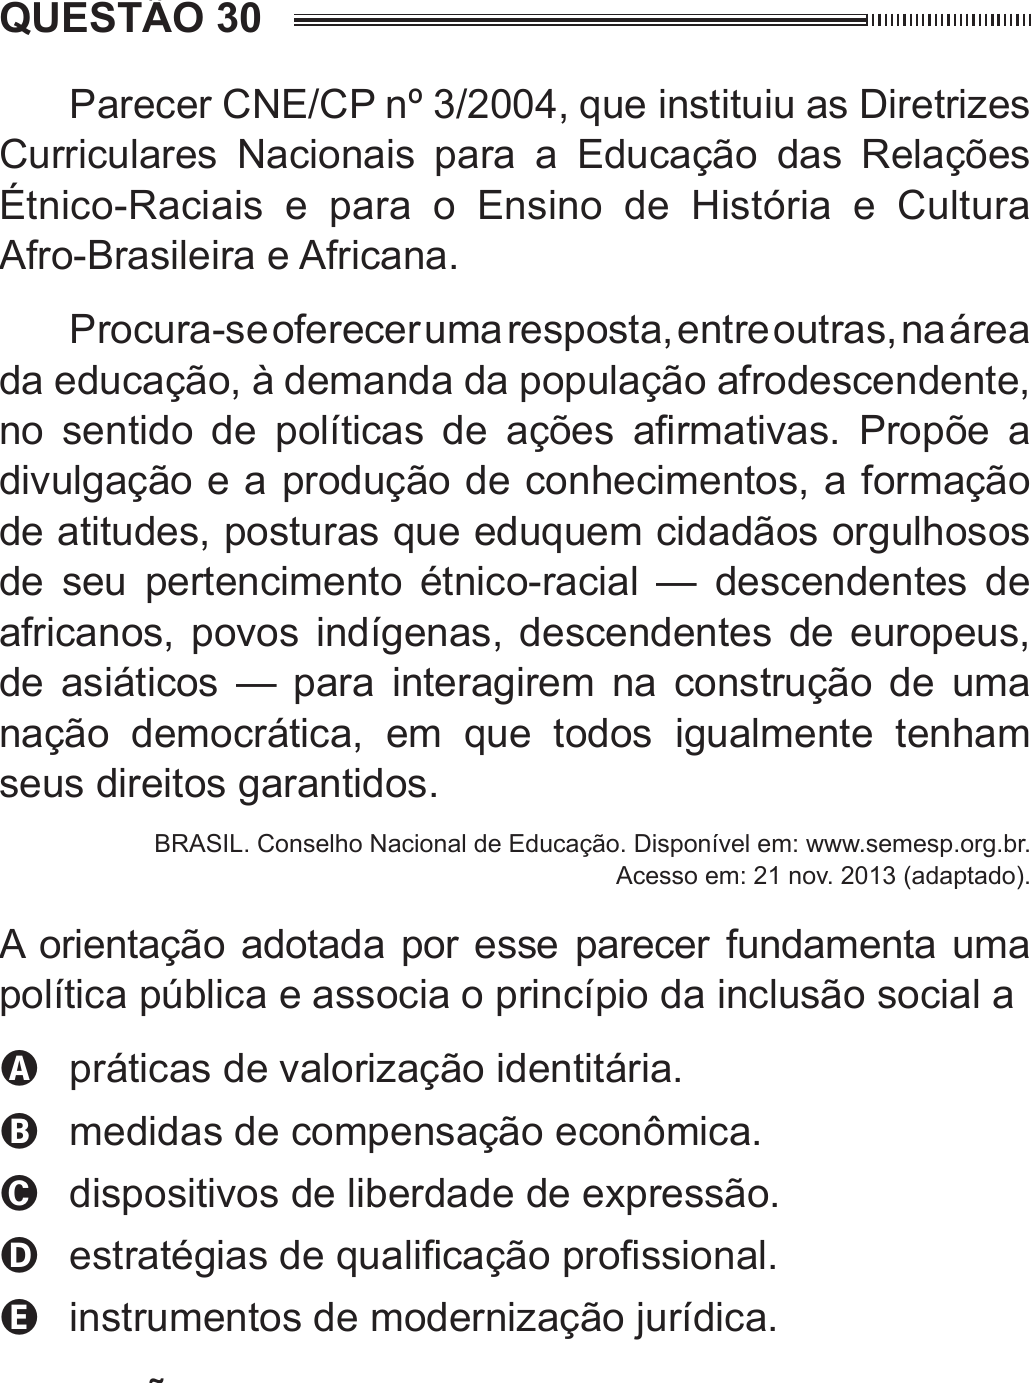 QUESTÃO 30
Parecer CNE/CP nº 3/2004, que instituiu as Diretrizes
Curriculares Nacionais para a Educação das Relações
Étnico-Raciais e para o Ensino de História e Cultura
Afro-Brasileira e Africana.
Procura-se oferecer uma resposta, entre outras, na área
da educação, à demanda da população afrodescendente,
no sentido de políticas de ações afirmativas. Propõe a
divulgação e a produção de conhecimentos, a formação
de atitudes, posturas que eduquem cidadãos orgulhosos
de seu pertencimento étnico-racial — descendentes de
africanos, povos indígenas, descendentes de europeus,
de asiáticos — para interagirem na construção de uma
nação democrática, em que todos igualmente tenham
seus direitos garantidos.
BRASIL. Conselho Nacional de Educação. Disponível em: www.semesp.org.br.
Acesso em: 21 nov. 2013 (adaptado).
A orientação adotada por esse parecer fundamenta uma
política pública e associa o princípio da inclusão social a
A práticas de valorização identitária.
B medidas de compensação econômica.
C dispositivos de liberdade de expressão.
D estratégias de qualificação profissional.
E instrumentos de modernização jurídica.